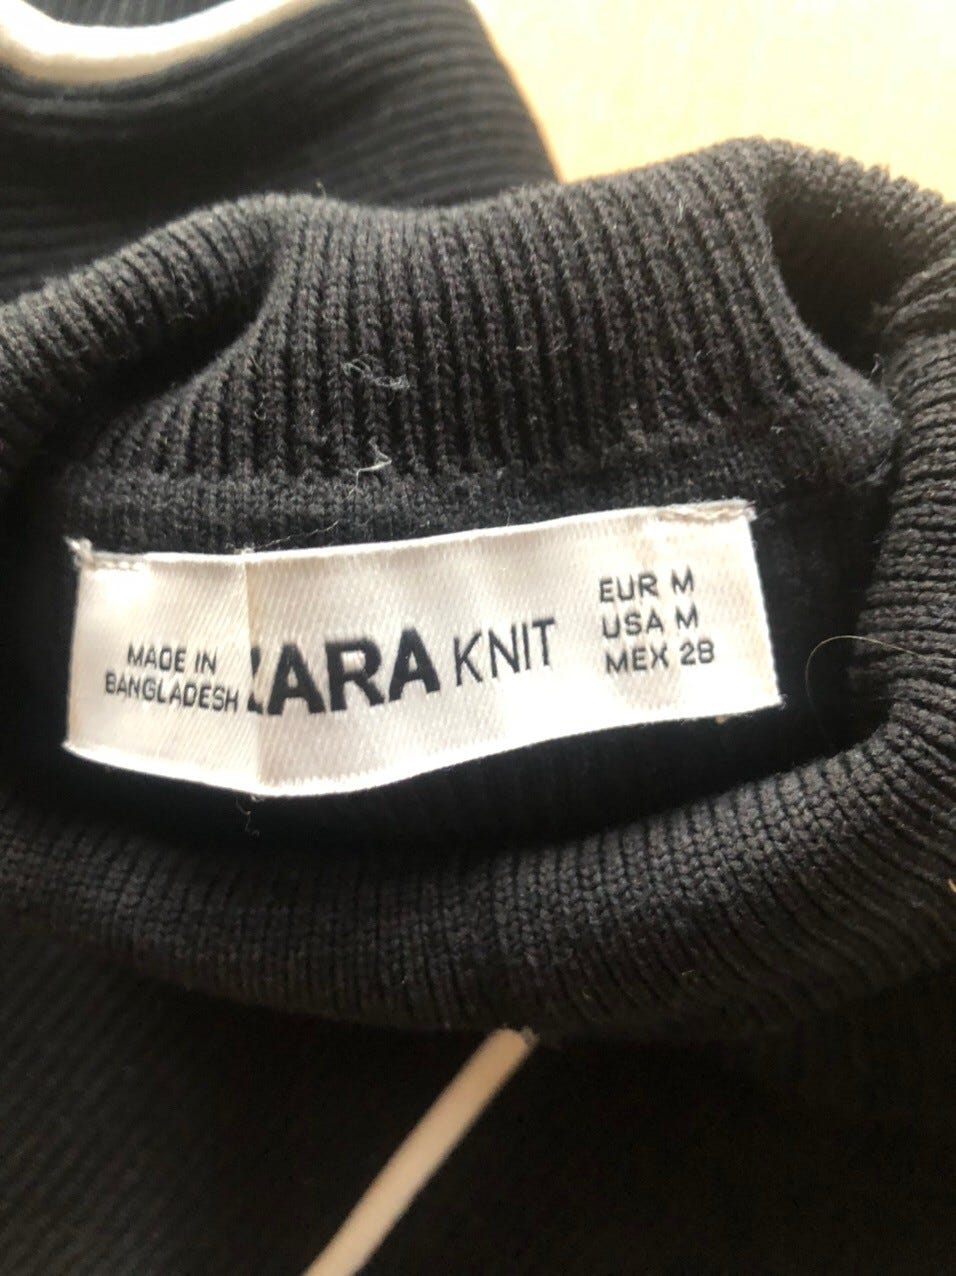 MADE IN
BANGLADESH
ZARA KNIT
EUR M
USA M
MEX 28